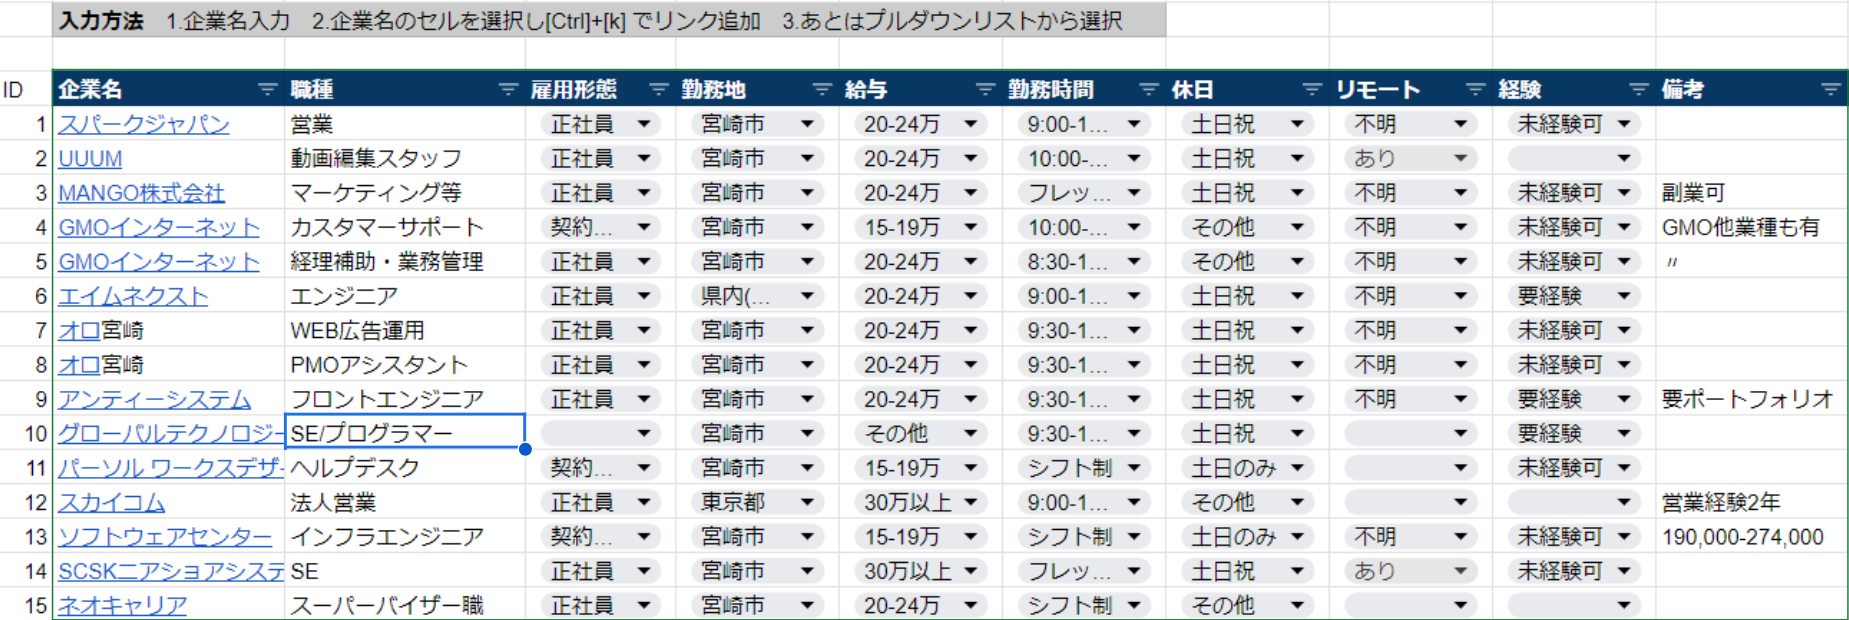 入力方法　1.企業名入力　2.企業名のセルを選択し[Ctrl]+[k] でリンク追加　3.あとはプルダウンリストから選択
ID 企業名 職種 雇用形態 勤務地 給与 勤務時間 休日 リモート 経験 備考
1 スパークジャパン 営業 正社員 宮崎市 20-24万 9:00-1... 土日祝 不明 未経験可
2 UUUM 動画編集スタッフ 正社員 宮崎市 20-24万 10:00-... 土日祝 あり
3 MANGO株式会社 マーケティング等 正社員 宮崎市 20-24万 フレッ... 土日祝 不明 未経験可 副業可
4 GMOインターネット カスタマーサポート 契約... 宮崎市 15-19万 10:00-... その他 不明 未経験可 GMO他業種も有
5 GMOインターネット 経理補助・業務管理 正社員 宮崎市 20-24万 8:30-1... その他 不明 未経験可 〃
6 エイムネクスト エンジニア 正社員 県内(... 20-24万 9:00-1... 土日祝 不明 要経験
7 オロ宮崎 WEB広告運用 正社員 宮崎市 20-24万 9:30-1... 土日祝 不明 未経験可
8 オロ宮崎 PMOアシスタント 正社員 宮崎市 20-24万 9:30-1... 土日祝 不明 未経験可
9 アンティーシステム フロントエンジニア 正社員 宮崎市 20-24万 9:30-1... 土日祝 不明 要経験 要ポートフォリオ
10 グローバルテクノロジー SE/プログラマー 宮崎市 その他 9:30-1... 土日祝 要経験
11 パーソル ワークスデザ ヘルプデスク 契約... 宮崎市 15-19万 シフト制 土日のみ 未経験可
12 スカイコム 法人営業 正社員 東京都 30万以上 9:00-1... その他 営業経験2年
13 ソフトウェアセンター インフラエンジニア 契約... 宮崎市 15-19万 シフト制 土日のみ 不明 未経験可 190,000-274,000
14 SCSKニアショアシステ SE 正社員 宮崎市 30万以上 フレッ... 土日祝 あり 未経験可
15 ネオキャリア スーパーバイザー職 正社員 宮崎市 20-24万 シフト制 その他